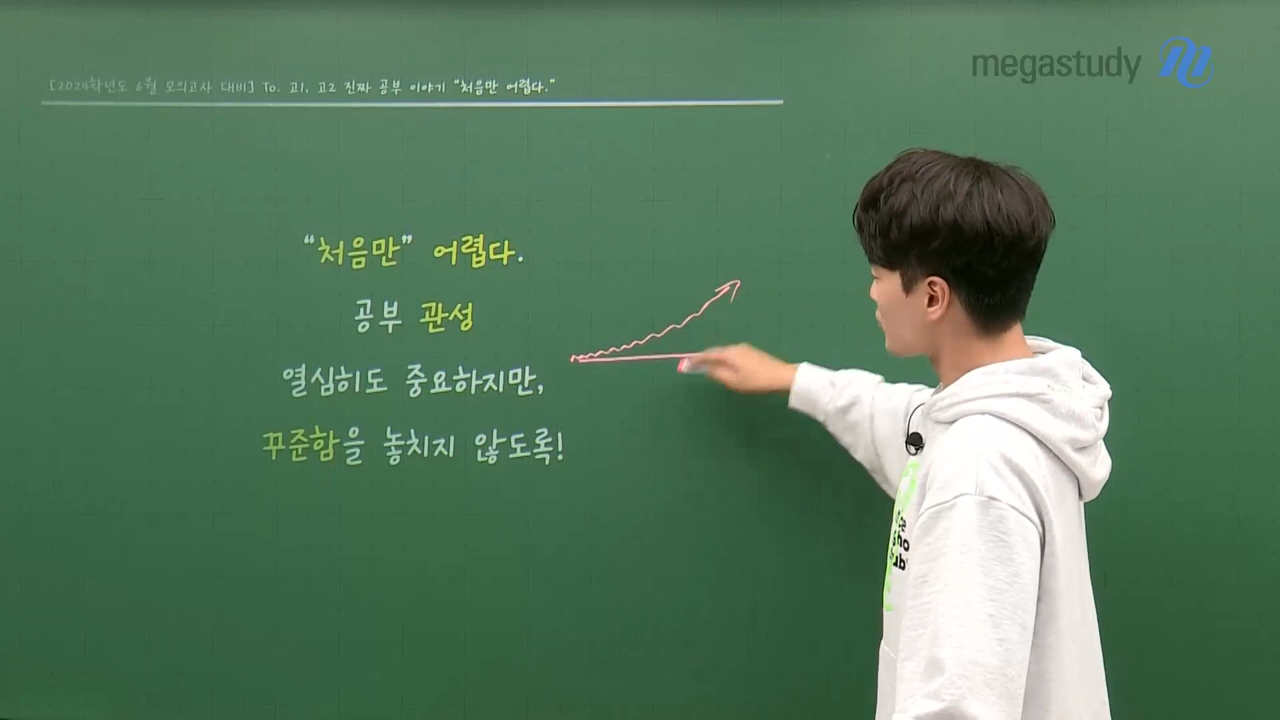 [2024학년도 6월 모의고사 대비] To. 고1, 고2 진짜 공부 이야기 "처음만 어렵다."
megastudy
"처음만" 어렵다.
공부 관성
열심히도 중요하지만,
꾸준함을 놓치지 않도록!